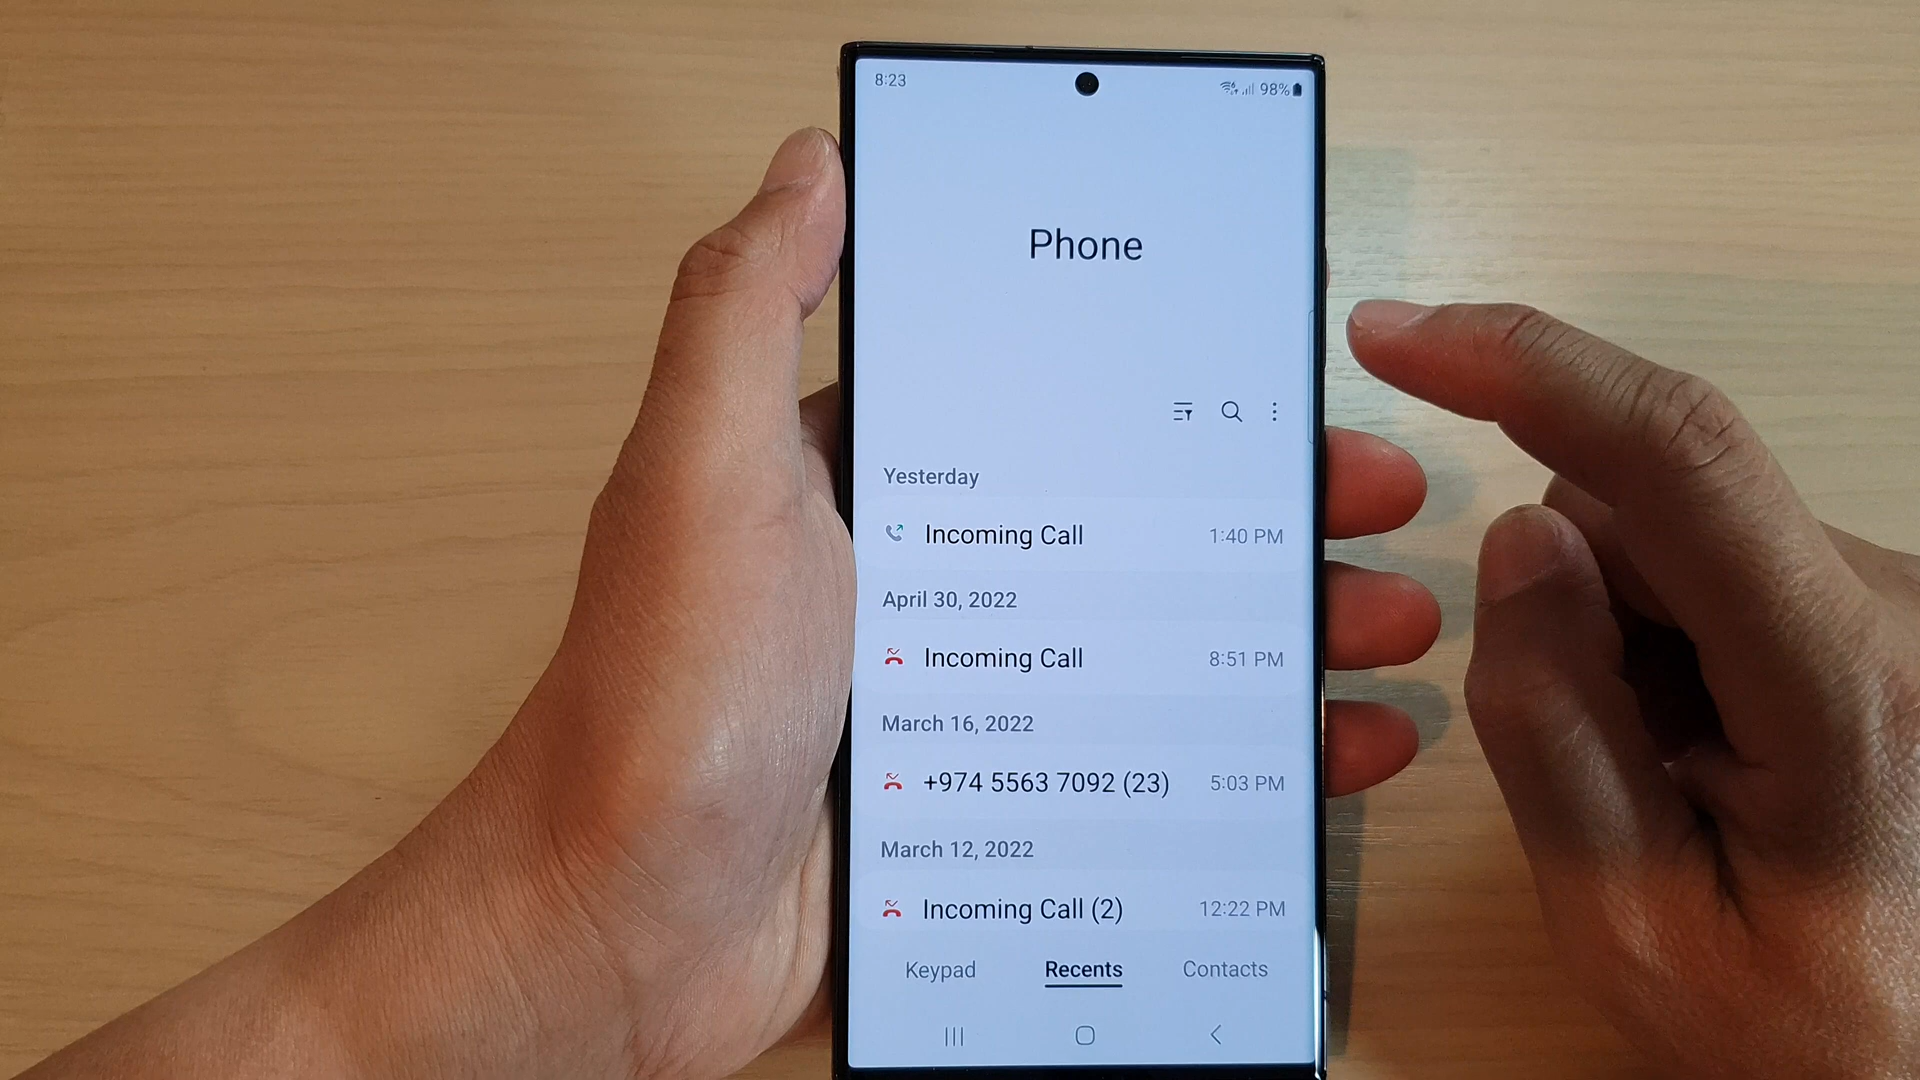 8:23
98%
Phone
Yesterday
Incoming Call 1:40 PM
April 30, 2022
Incoming Call 8:51 PM
March 16, 2022
+974 5563 7092 (23) 5:03 PM
March 12, 2022
Incoming Call (2) 12:22 PM
Keypad Recents Contacts